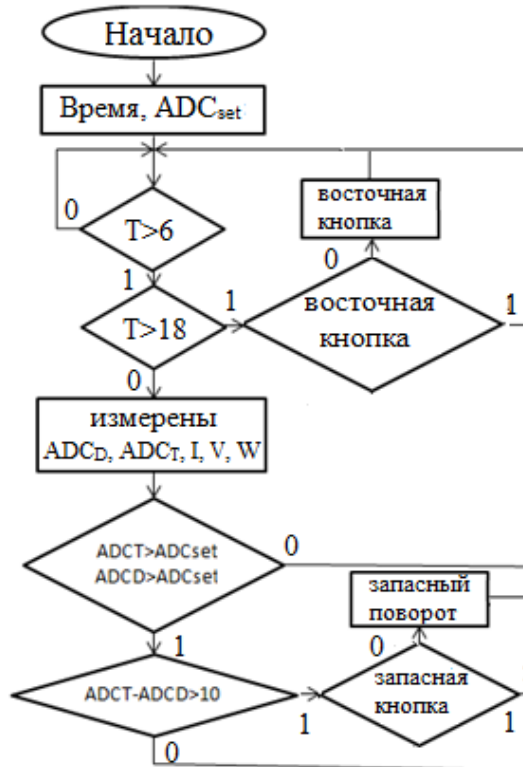 Начало
Время, ADCset
0
T>6
1
восточная
кнопка
0
T>18
1
восточная
кнопка
1
0
измерены
ADCD, ADCT, I, V, W
ADCT>ADCset
ADCD>ADCset
0
1
запасный
поворот
0
ADCT-ADCD>10
1
запасная
кнопка
1
0